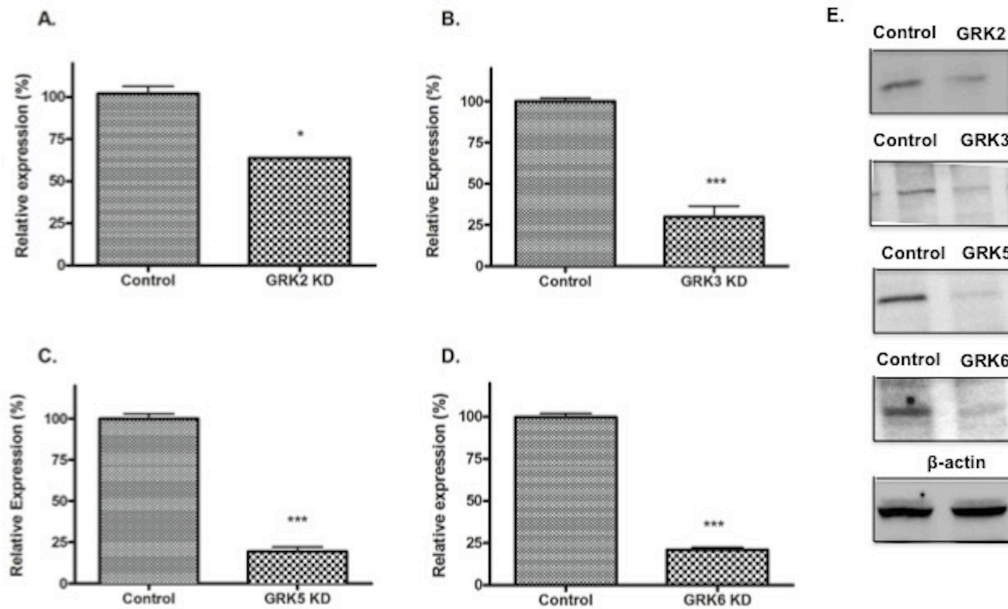 A.
Relative expression (%)
100
75
50
25
0
*
Control GRK2 KD
B.
Relative Expression (%)
100
75
50
25
0
***
Control GRK3 KD
C.
Relative Expression (%)
100
75
50
25
0
***
Control GRK5 KD
D.
Relative expression (%)
100
75
50
25
0
***
Control GRK6 KD
E.
Control GRK2
Control GRK3
Control GRK5
Control GRK6
β-actin